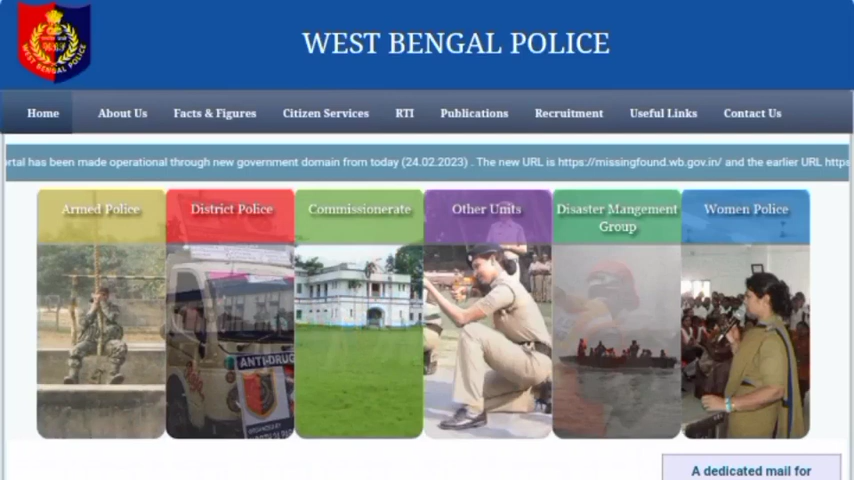 WEST BENGAL POLICE
WEST BENGAL POLICE
Home About Us Facts & Figures Citizen Services RTI Publications Recruitment Useful Links Contact Us
ortal has been made operational through new government domain from today (24.02.2023) . The new URL is https://missingfound.wb.gov.in/ and the earlier URL https
Armed Police District Police Commissionerate Other Units Disaster Mangement Women Police
Group
ANTI-DRUG
A dedicated mail for